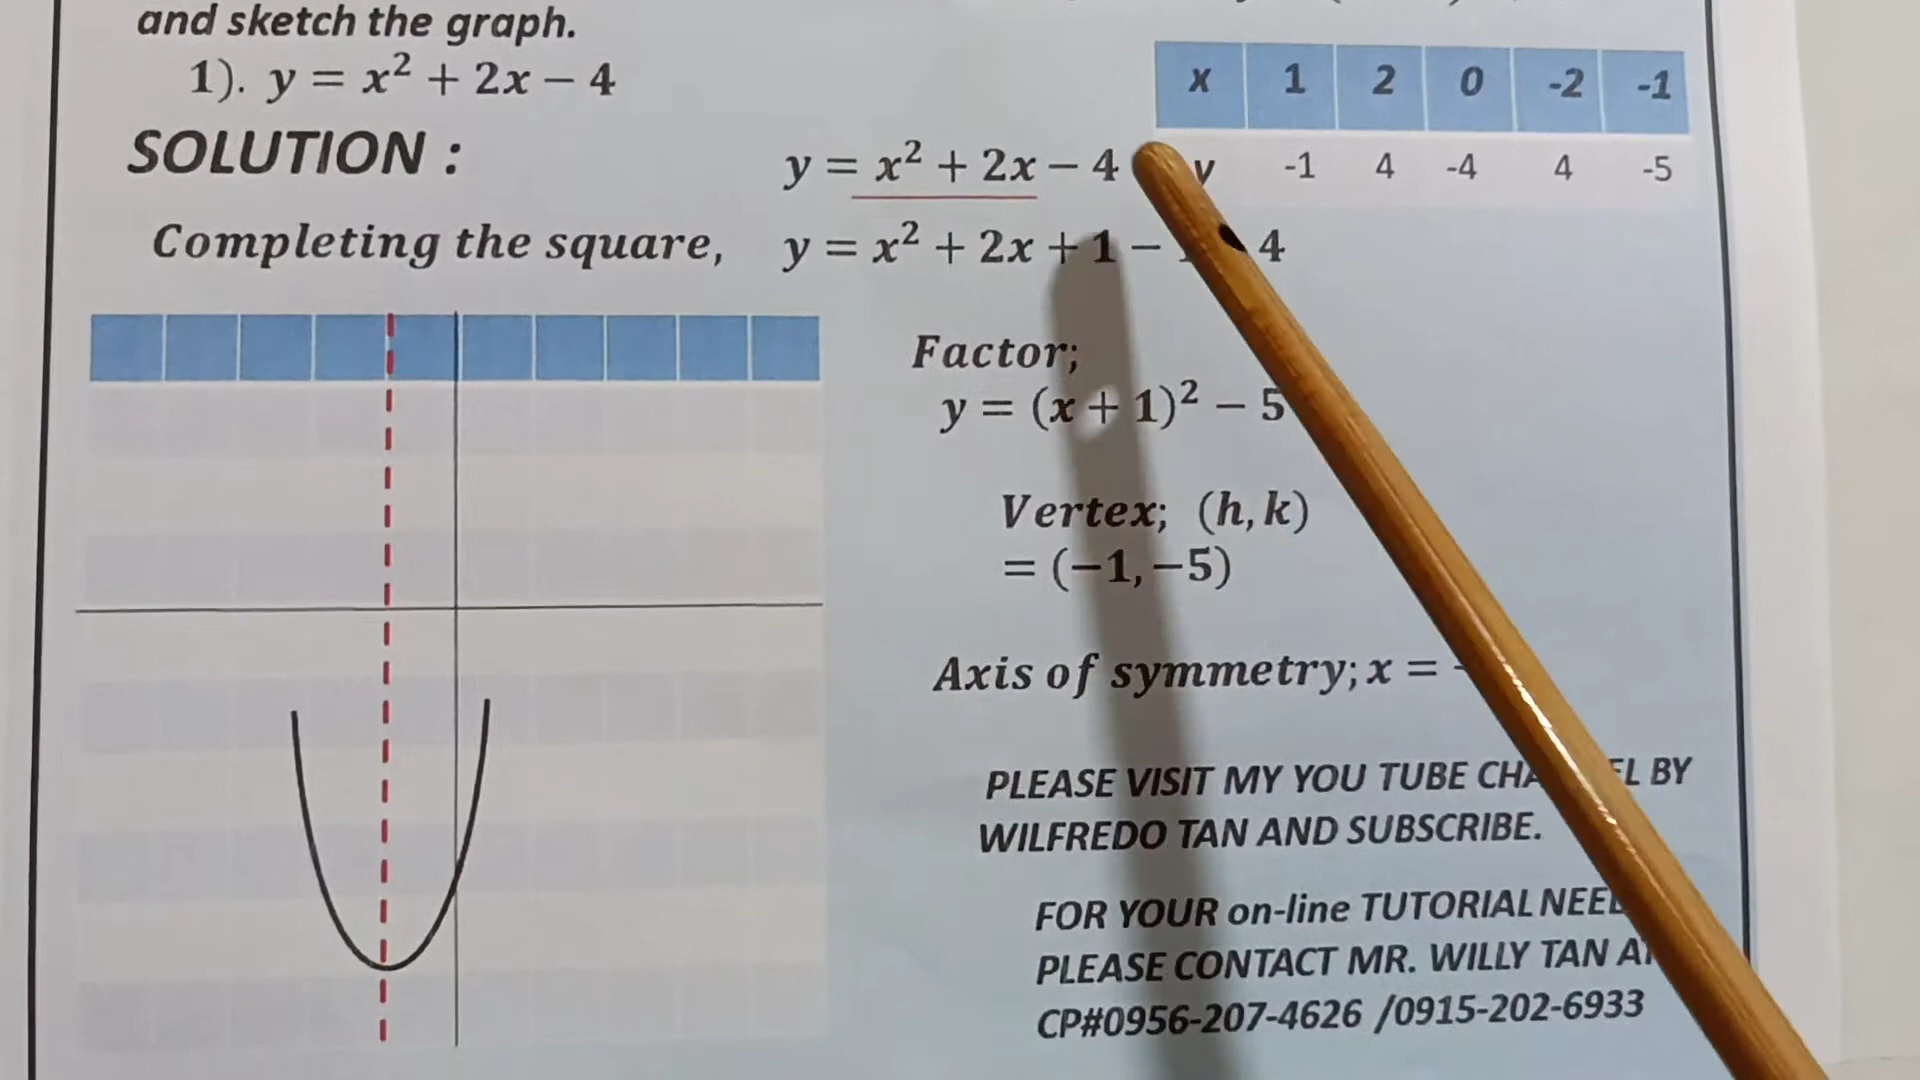 and sketch the graph.
1). y = x² + 2x − 4
x 1 2 0 -2 -1
y -1 4 -4 4 -5
SOLUTION :
y = x² + 2x − 4
Completing the square, y = x² + 2x + 1 − 4
Factor;
y = (x + 1)² − 5
Vertex; (h, k)
= (−1, −5)
Axis of symmetry; x =
PLEASE VISIT MY YOU TUBE BY
WILFREDO TAN AND SUBSCRIBE.
FOR YOUR on-line TUTORIAL
PLEASE CONTACT MR. WILLY TAN
CP#0956-207-4626 /0915-202-6933